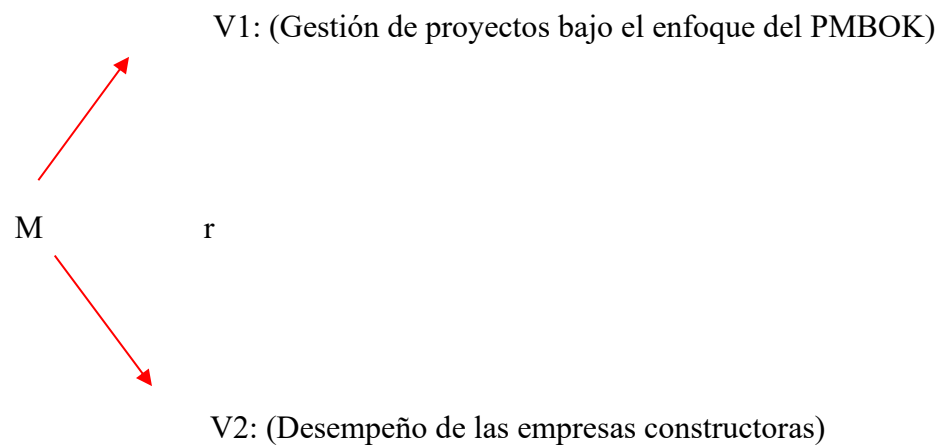 V1: (Gestión de proyectos bajo el enfoque del PMBOK)
M r
V2: (Desempeño de las empresas constructoras)